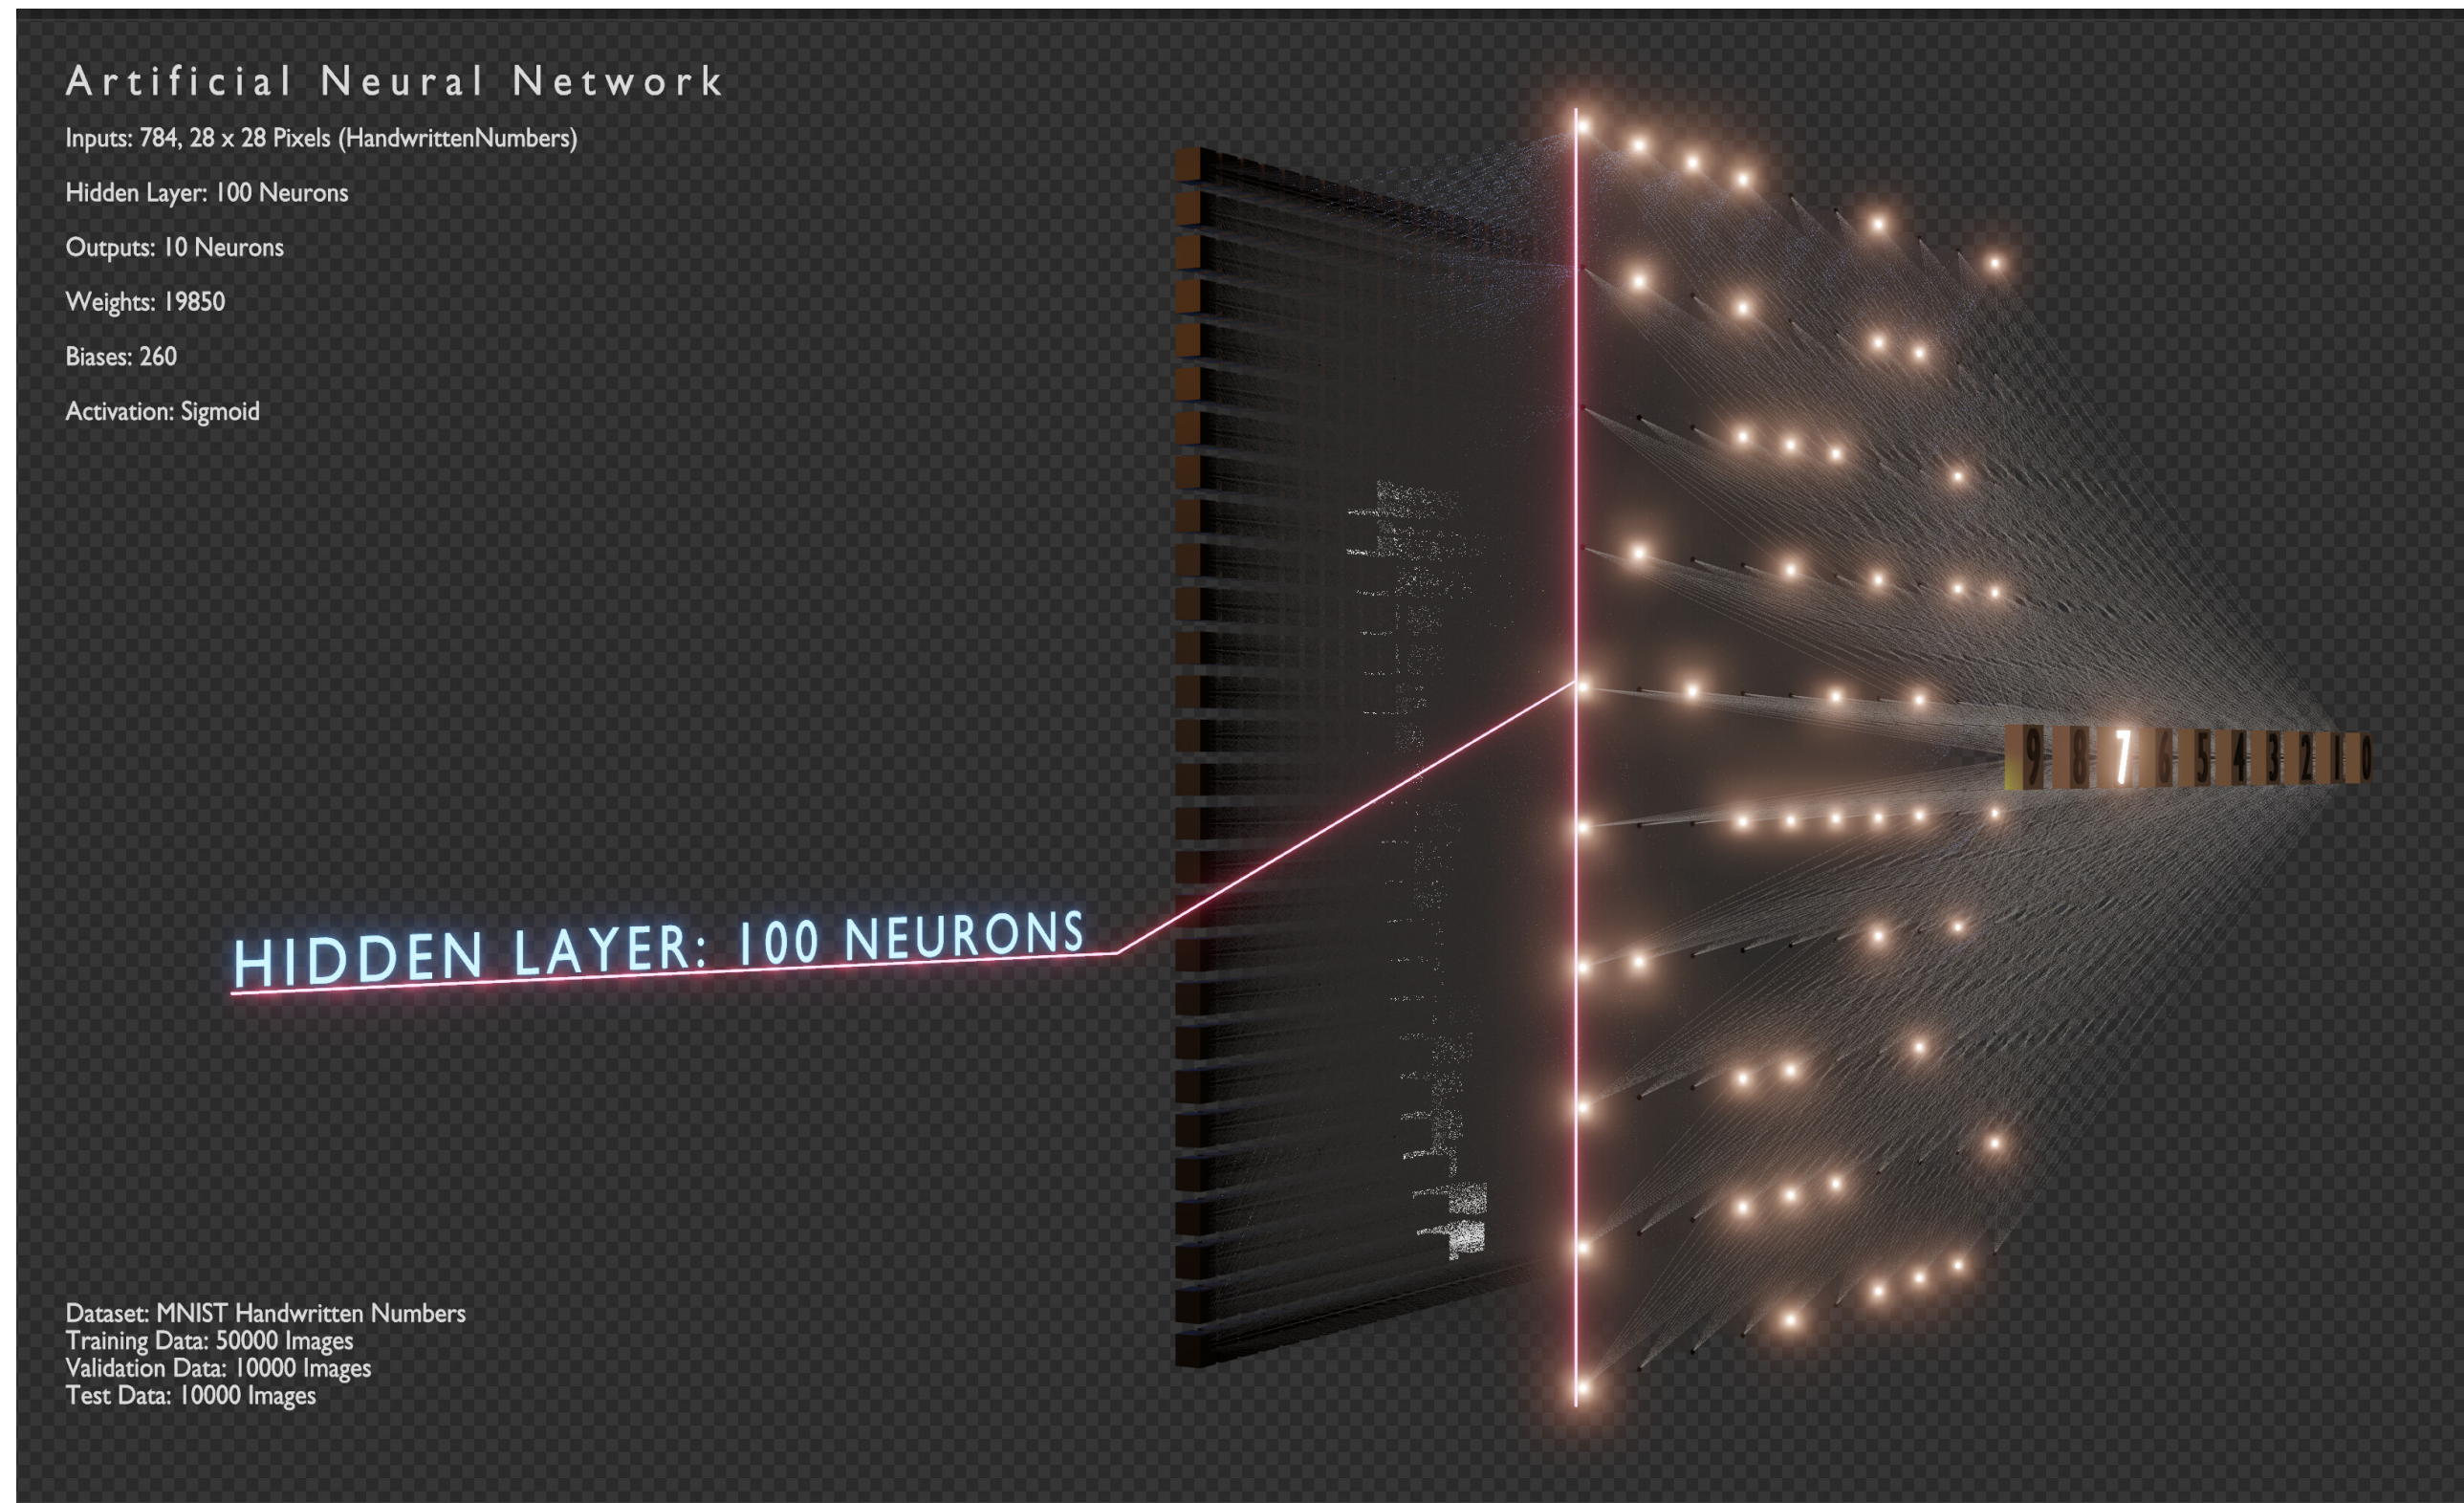 Artificial Neural Network
Inputs: 784, 28 x 28 Pixels (HandwrittenNumbers)
Hidden Layer: 100 Neurons
Outputs: 10 Neurons
Weights: 19850
Biases: 260
Activation: Sigmoid
9 8 7 6 5 4 3 2 1 0
HIDDEN LAYER: 100 NEURONS
Dataset: MNIST Handwritten Numbers
Training Data: 50000 Images
Validation Data: 10000 Images
Test Data: 10000 Images